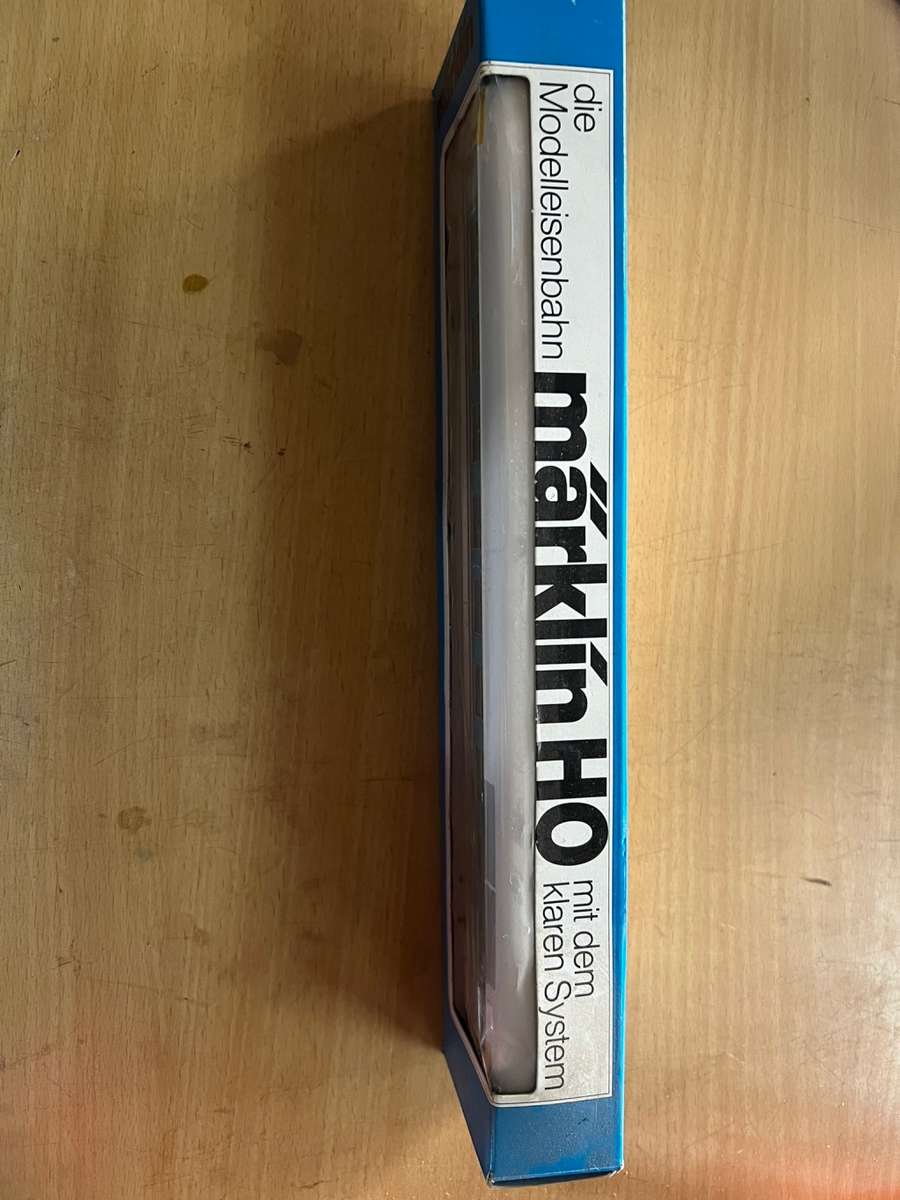 die
Modelleisenbahn
märklin HO
mit dem
klaren System